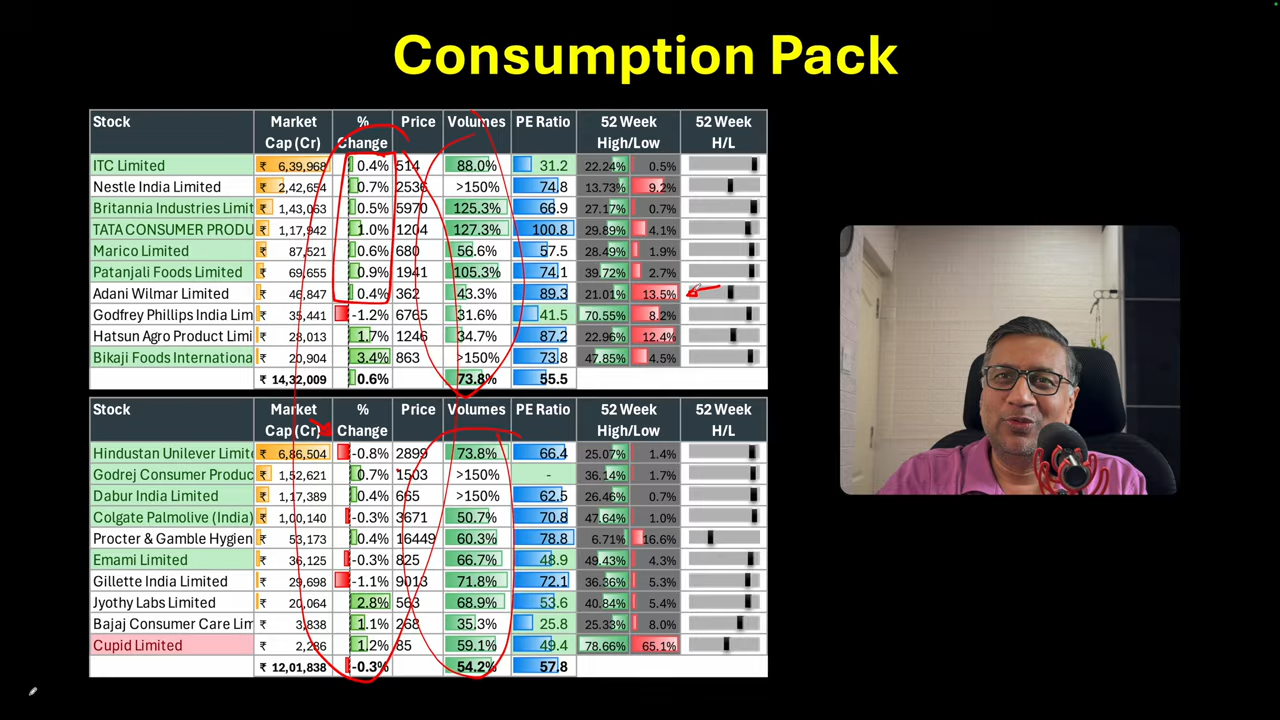 Consumption Pack
Stock Market Cap (Cr) % Change Price Volumes PE Ratio 52 Week High/Low 52 Week H/L
ITC Limited ₹ 6,39,968 0.4% 514 88.0% 31.2 22.24% 0.5%
Nestle India Limited ₹ 2,42,654 0.7% 2536 >150% 74.8 13.73% 9.2%
Britannia Industries Limit ₹ 1,43,063 0.5% 5970 125.3% 66.9 27.17% 0.7%
TATA CONSUMER PRODU ₹ 1,17,942 1.0% 1204 127.3% 100.8 29.89% 4.1%
Marico Limited ₹ 87,521 0.6% 680 56.6% 57.5 28.49% 1.9%
Patanjali Foods Limited ₹ 69,655 0.9% 1941 105.3% 74.1 39.72% 2.7%
Adani Wilmar Limited ₹ 46,847 0.4% 362 43.3% 89.3 21.01% 13.5%
Godfrey Phillips India Lim ₹ 35,441 -1.2% 6765 31.6% 41.5 70.55% 8.2%
Hatsun Agro Product Limi ₹ 28,013 1.7% 1246 34.7% 87.2 22.96% 12.4%
Bikaji Foods Internationa ₹ 20,904 3.4% 863 >150% 73.8 47.85% 4.5%
₹ 14,32,009 0.6% 73.8% 55.5
Stock Market Cap (Cr) % Change Price Volumes PE Ratio 52 Week High/Low 52 Week H/L
Hindustan Unilever Limite ₹ 6,86,504 -0.8% 2899 73.8% 66.4 25.07% 1.4%
Godrej Consumer Produc ₹ 1,52,621 0.7% 1503 >150% - 36.14% 1.7%
Dabur India Limited ₹ 1,17,389 0.4% 665 >150% 62.5 26.46% 0.7%
Colgate Palmolive (India) ₹ 1,00,140 -0.3% 3671 50.7% 70.8 47.64% 1.0%
Procter & Gamble Hygien ₹ 53,173 0.4% 16449 60.3% 78.8 6.71% 16.6%
Emami Limited ₹ 36,125 -0.3% 825 66.7% 48.9 49.43% 4.3%
Gillette India Limited ₹ 29,698 -1.1% 9013 71.8% 72.1 36.36% 5.3%
Jyothy Labs Limited ₹ 20,064 2.8% 563 68.9% 53.6 40.84% 5.4%
Bajaj Consumer Care Lim ₹ 3,838 1.1% 268 35.3% 25.8 25.33% 8.0%
Cupid Limited ₹ 2,286 1.2% 85 59.1% 49.4 78.66% 65.1%
₹ 12,01,838 -0.3% 54.2% 57.8